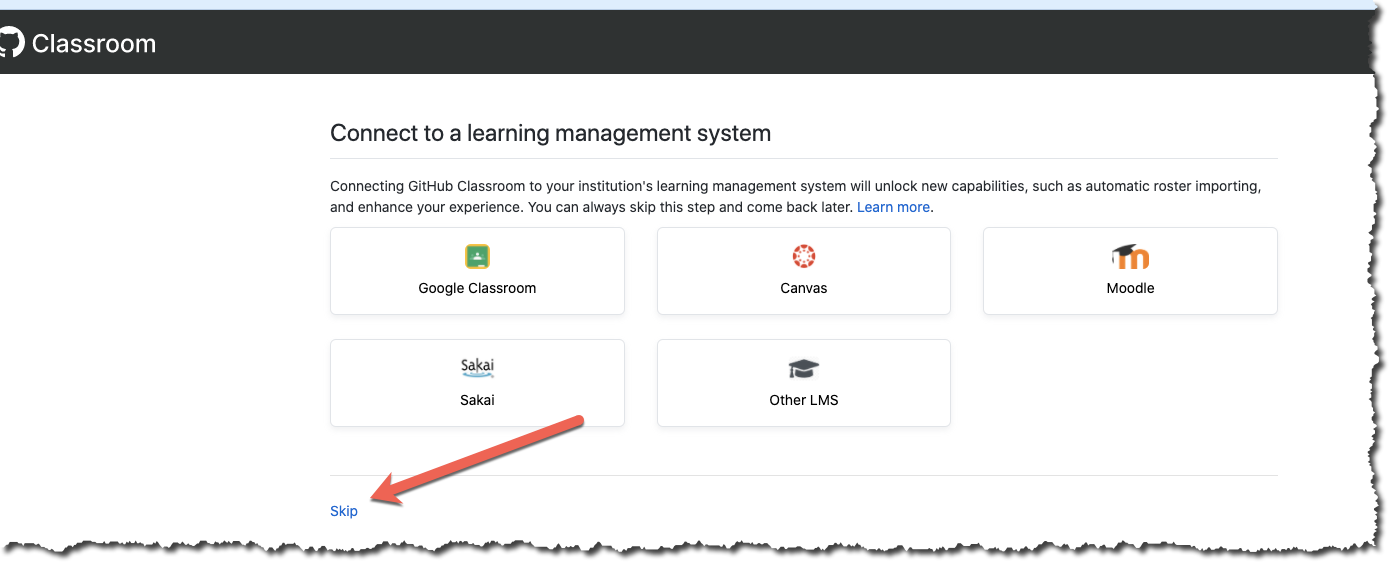 Classroom
Connect to a learning management system
Connecting GitHub Classroom to your institution's learning management system will unlock new capabilities, such as automatic roster importing,
and enhance your experience. You can always skip this step and come back later. Learn more.
Google Classroom
Canvas
Moodle
Sakai
Sakai
Other LMS
Skip